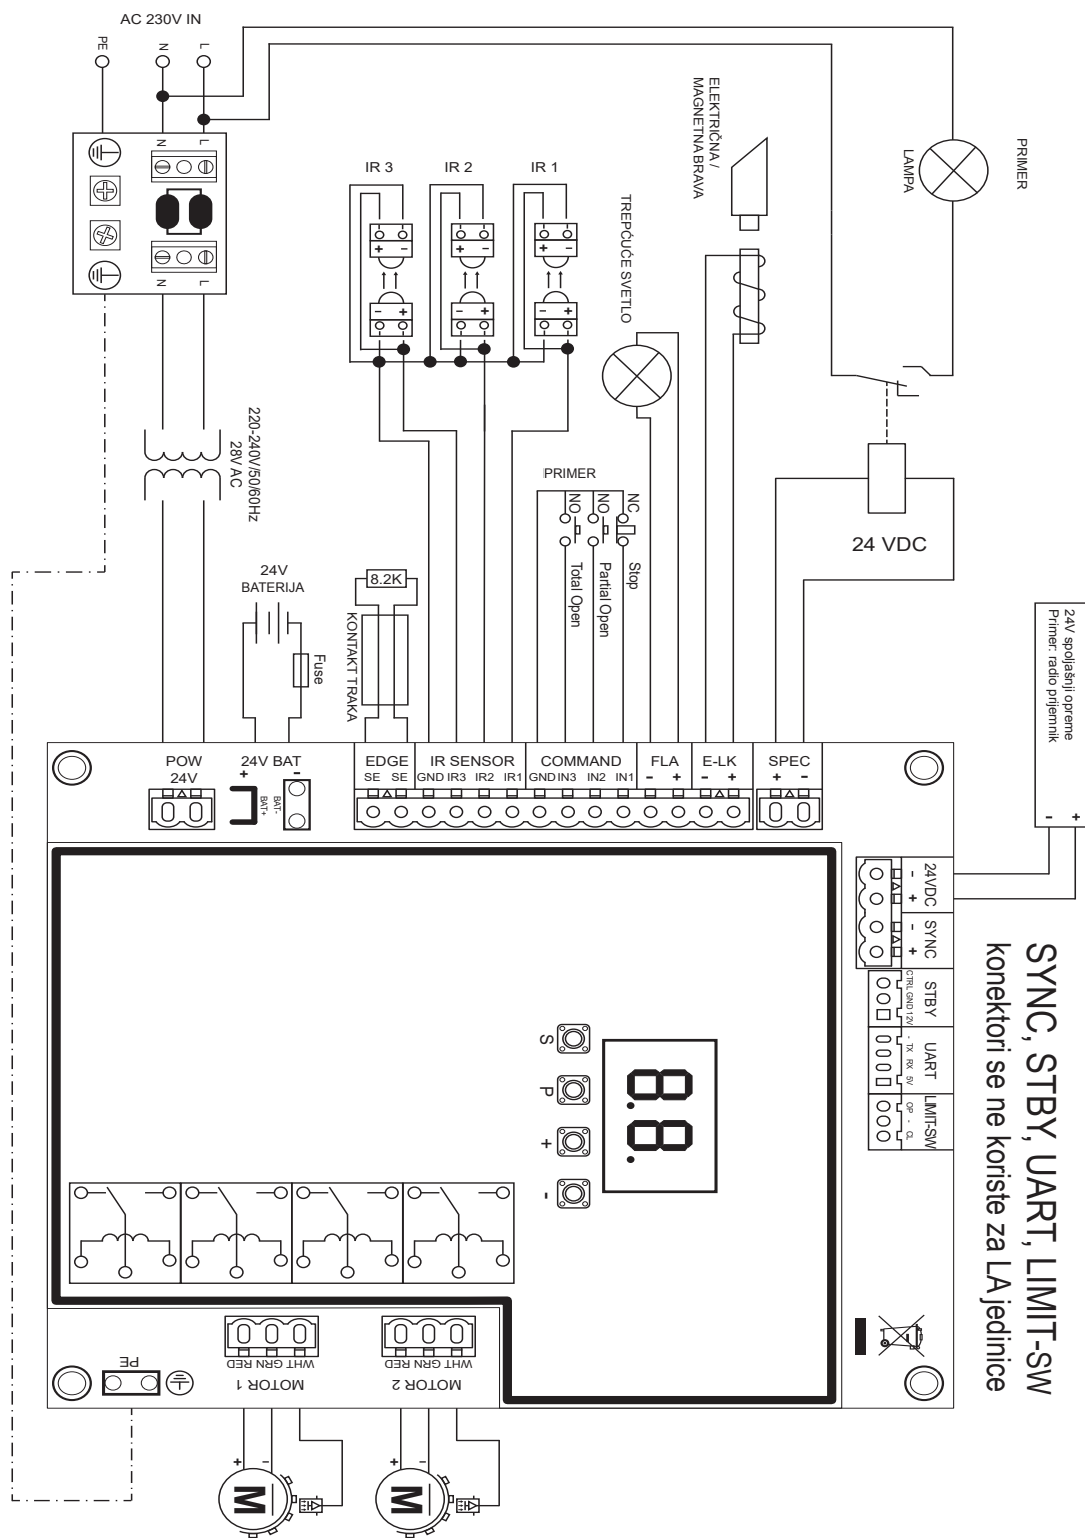 AC 230V IN
PE
N
L
N
L
N
L
IR 3
IR 2
IR 1
+ -
+ -
+ -
- +
- +
- +
ELEKTRIČNA /
MAGNETNA BRAVA
TREPĆUĆE SVETLO
PRIMER
LAMPA
220-240V/50/60Hz
28V AC
24V
BATERIJA
Fuse
8.2K
KONTAKT TRAKA
PRIMER
NO
NO
NC
Total Open
Partial Open
Stop
24 VDC
24V spoljašnji opreme
Primer: radio prijemnik
- +
POW
24V
24V BAT
+ -
BAT+
BAT-
EDGE
SE SE
IR SENSOR
GND IR3 IR2 IR1
COMMAND
GND IN3 IN2 IN1
FLA
- +
E-LK
- +
SPEC
+ -
24VDC
- +
SYNC
- +
STBY
CTRL GND 12V
UART
- TX RX 5V
LIMIT-SW
OP - CL
SYNC, STBY, UART, LIMIT-SW
konektori se ne koriste za LA jedinice
S
P
+
-
8.8.
WHT GRN RED
MOTOR 1
WHT GRN RED
MOTOR 2
PE
+ -
M
+ -
M